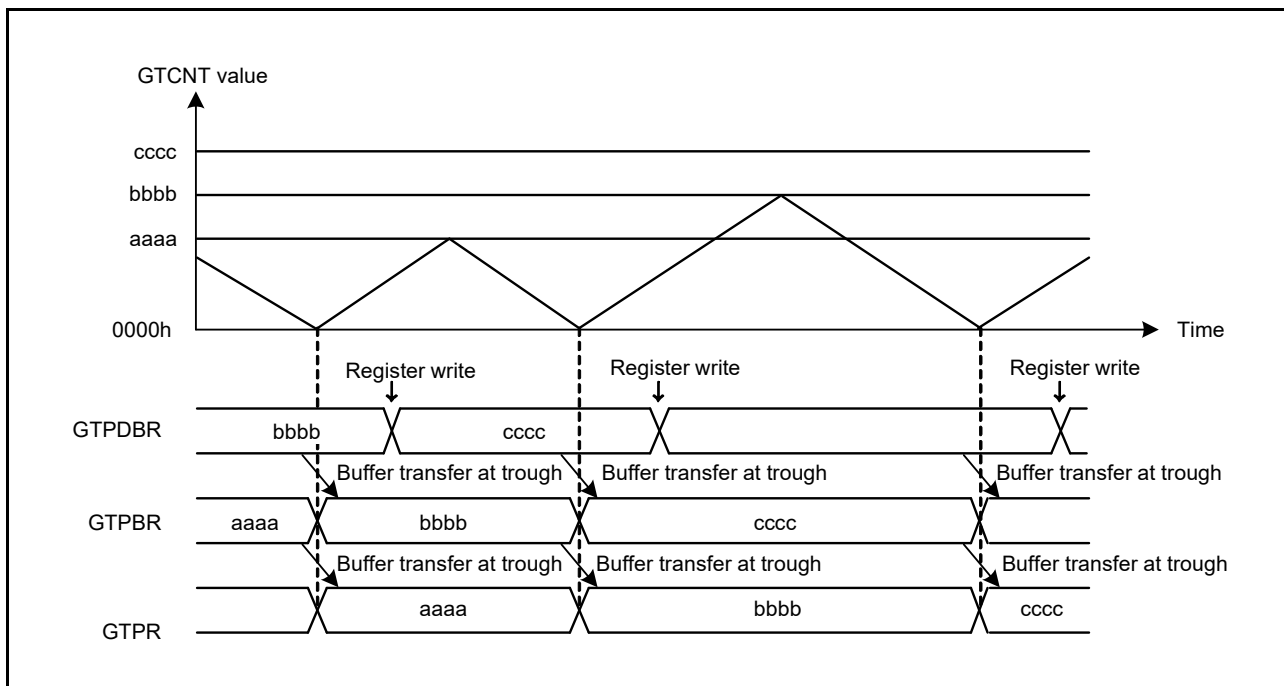 GTCNT value
cccc
bbbb
aaaa
0000h
Time
Register write
Register write
Register write
GTPDBR
bbbb
cccc
Buffer transfer at trough
Buffer transfer at trough
Buffer transfer at trough
GTPBR
aaaa
bbbb
cccc
Buffer transfer at trough
Buffer transfer at trough
Buffer transfer at trough
GTPR
aaaa
bbbb
cccc